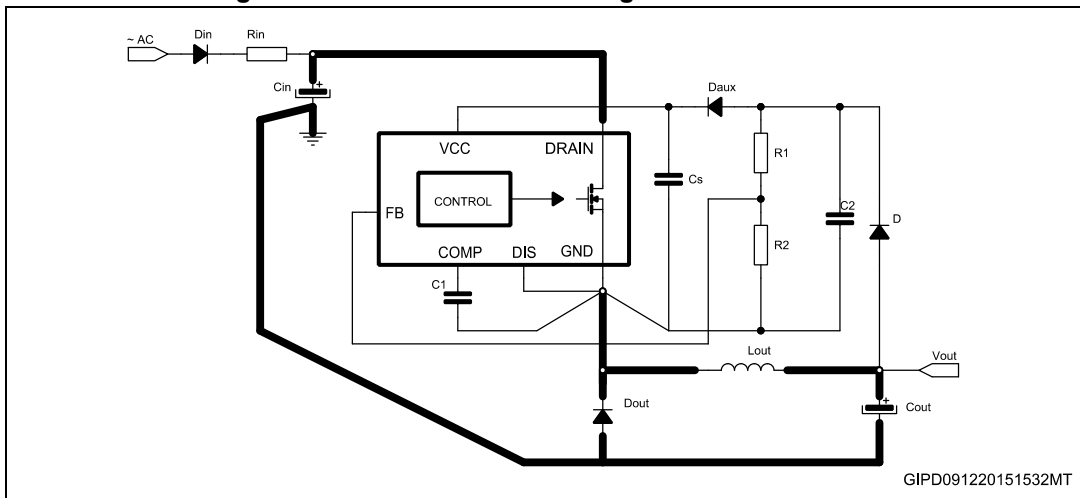 ~ AC
Din
Rin
Cin
Daux
VCC
DRAIN
R1
Cs
CONTROL
FB
C2
D
R2
COMP
DIS
GND
C1
Lout
Vout
Dout
Cout
GIPD091220151532MT